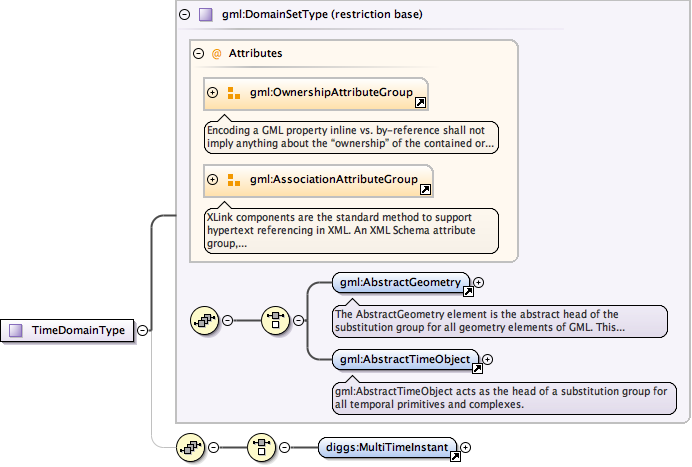 gml:DomainSetType (restriction base)
@ Attributes
gml:OwnershipAttributeGroup
Encoding a GML property inline vs. by-reference shall not
imply anything about the "ownership" of the contained or...
gml:AssociationAttributeGroup
XLink components are the standard method to support
hypertext referencing in XML. An XML Schema attribute
group,...
gml:AbstractGeometry
The AbstractGeometry element is the abstract head of the
substitution group for all geometry elements of GML. This...
TimeDomainType
gml:AbstractTimeObject
gml:AbstractTimeObject acts as the head of a substitution group for
all temporal primitives and complexes.
diggs:MultiTimeInstant